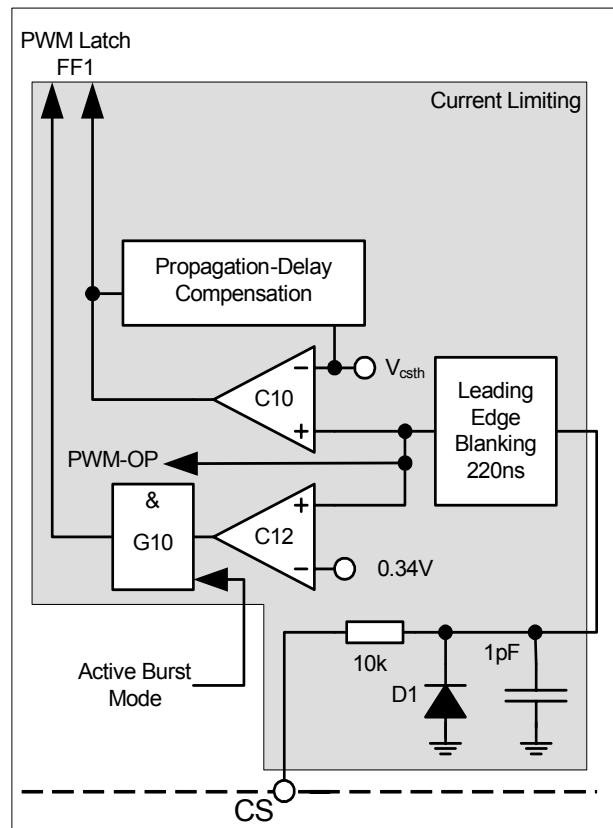 PWM Latch
FF1
Current Limiting
Propagation-Delay
Compensation
−
Vcsth
C10
+
Leading
Edge
Blanking
220ns
PWM-OP
&
G10
+
C12
−
0.34V
10k
1pF
D1
Active Burst
Mode
CS